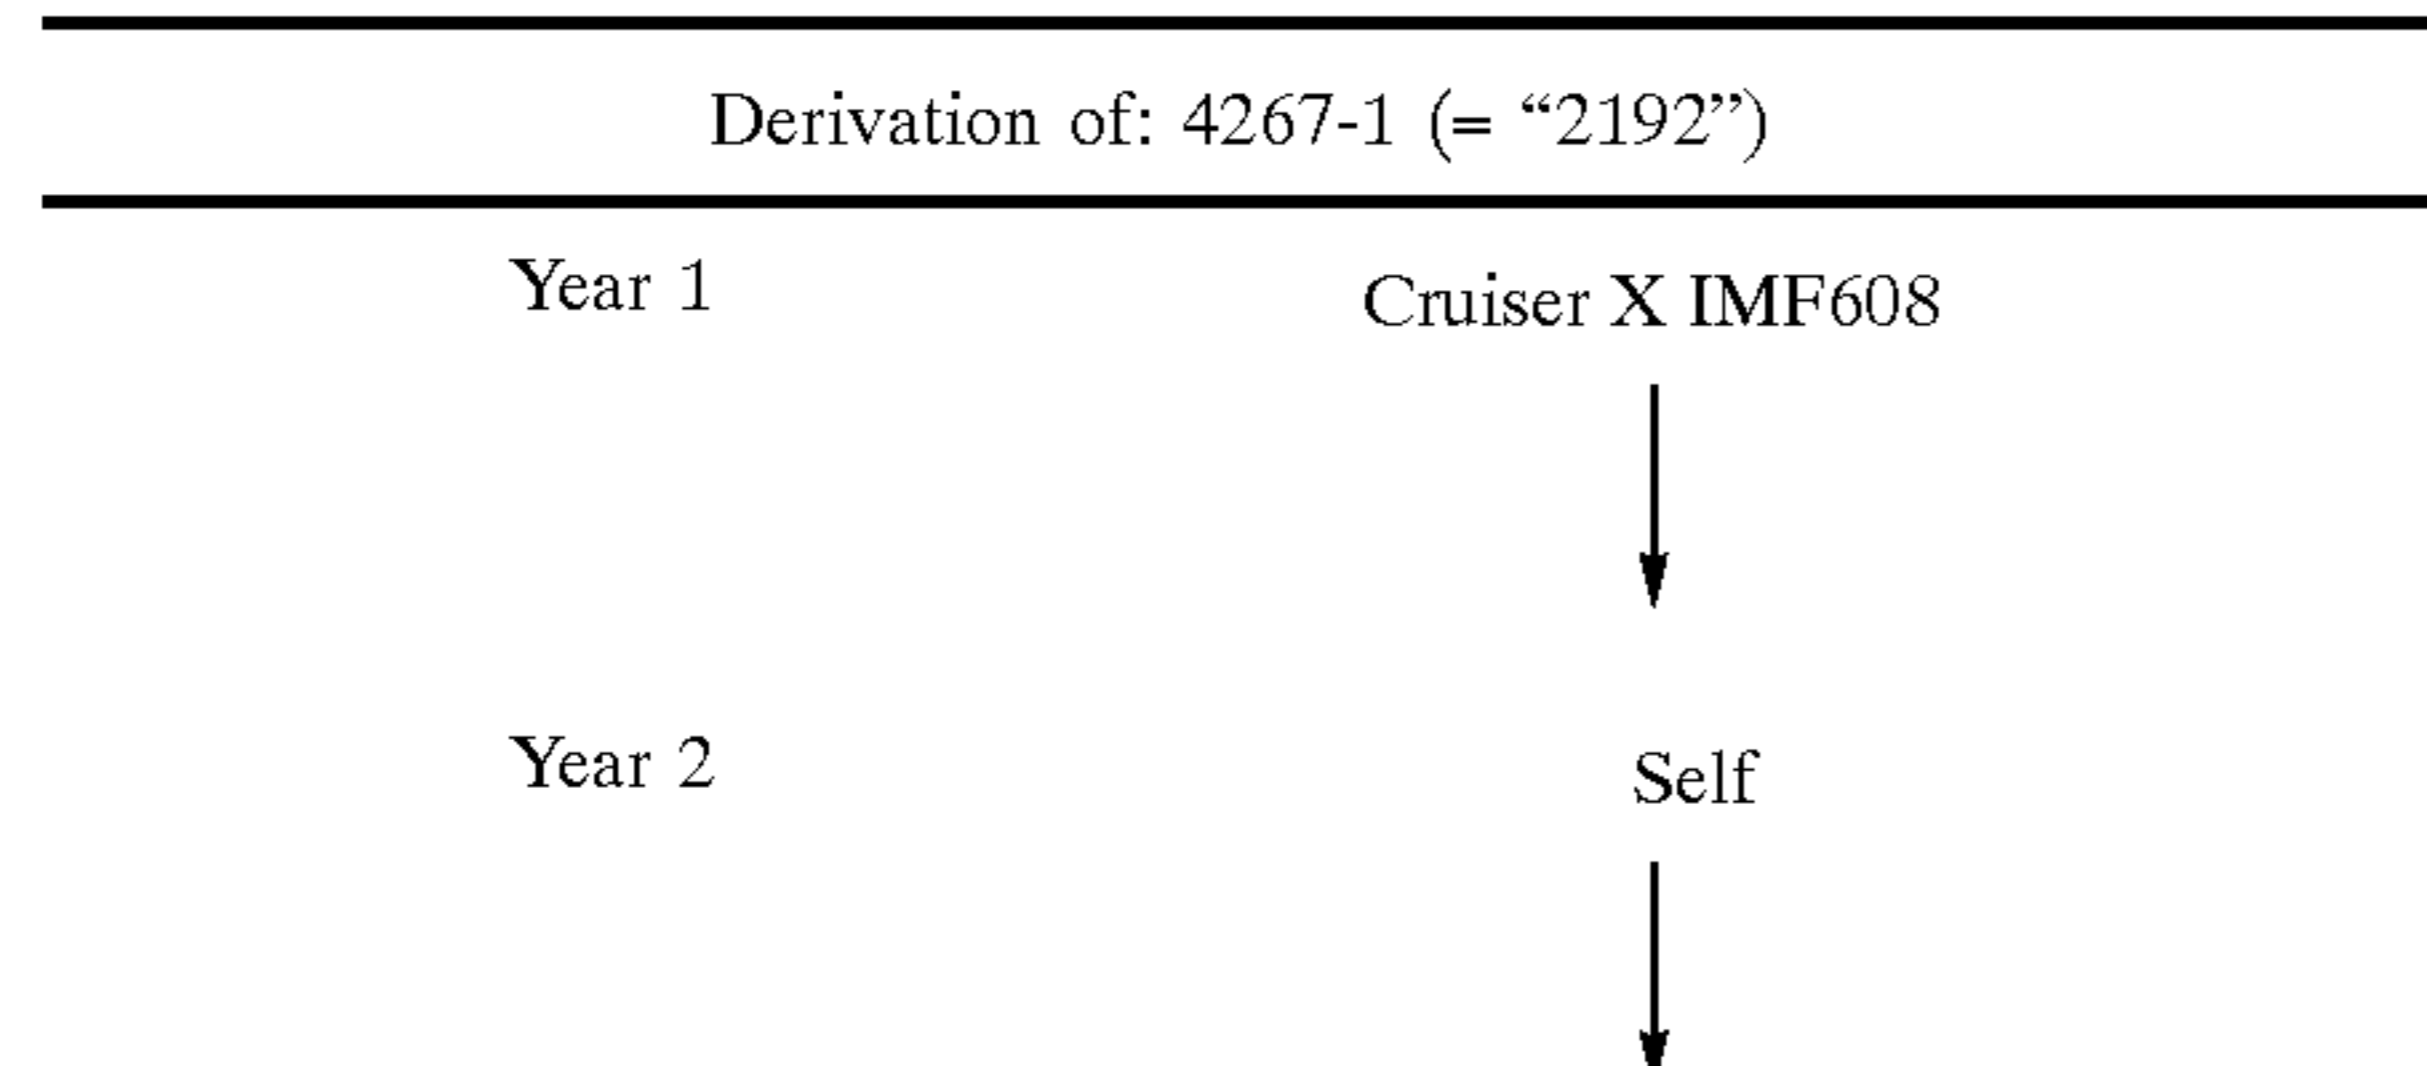 Derivation of: 4267-1 (= “2192”)
Year 1 Cruiser X IMF608
Year 2 Self